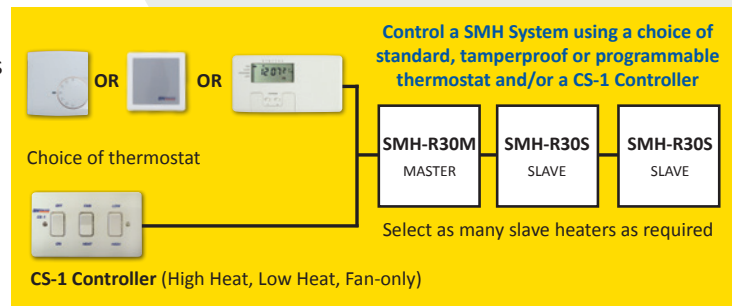 s
Control a SMH System using a choice of
standard, tamperproof or programmable
thermostat and/or a CS-1 Controller
OR
OR
Choice of thermostat
SMH-R30M
MASTER
SMH-R30S
SLAVE
SMH-R30S
SLAVE
Select as many slave heaters as required
CS-1 Controller (High Heat, Low Heat, Fan-only)